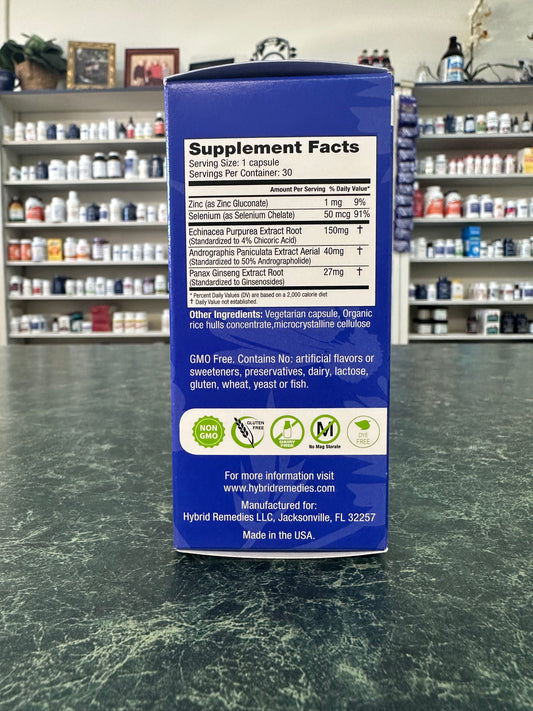 Supplement Facts
Serving Size: 1 capsule
Servings Per Container: 30
Amount Per Serving % Daily Value*
Zinc (as Zinc Gluconate) 1 mg 9%
Selenium (as Selenium Chelate) 50 mcg 91%
Echinacea Purpurea Extract Root 150mg †
(Standardized to 4% Chicoric Acid)
Andrographis Paniculata Extract Aerial 40mg †
(Standardized to 50% Andrographolide)
Panax Ginseng Extract Root 27mg †
(Standardized to Ginsenosides)
* Percent Daily Values (DV) are based on a 2,000 calorie diet
† Daily Value not established.
Other Ingredients: Vegetarian capsule, Organic
rice hulls concentrate,microcrystalline cellulose
GMO Free. Contains No: artificial flavors or
sweeteners, preservatives, dairy, lactose,
gluten, wheat, yeast or fish.
NON
GMO
GLUTEN
FREE
DAIRY
FREE
M
No Mag Sterate
DYE
FREE
For more information visit
www.hybridremedies.com
Manufactured for:
Hybrid Remedies LLC, Jacksonville, FL 32257
Made in the USA.